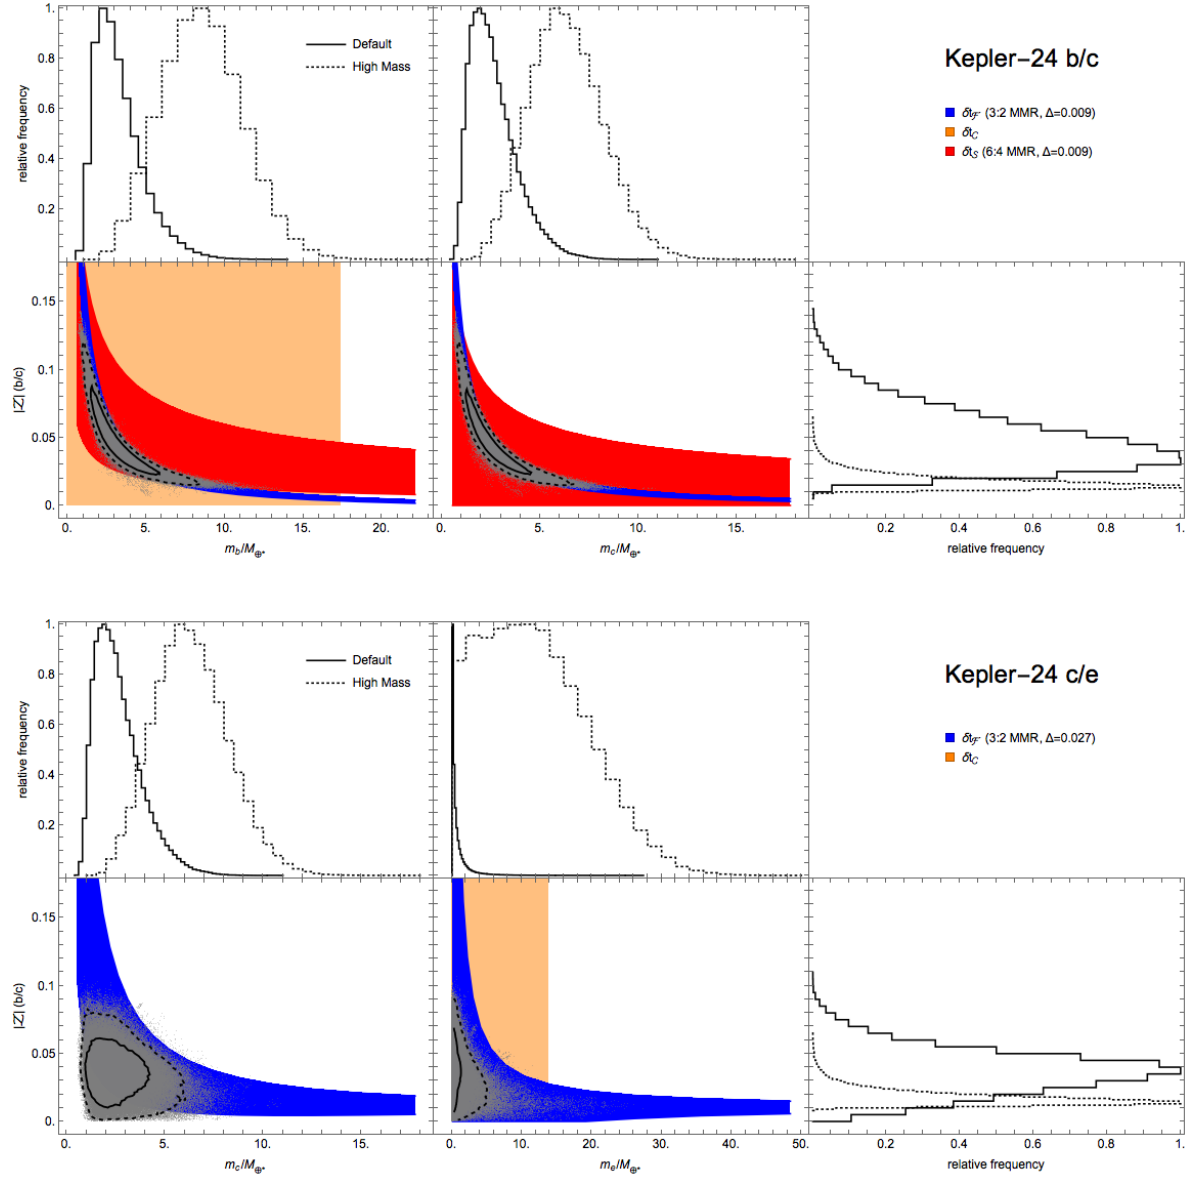 Kepler−24 b/c
δt_F (3:2 MMR, Δ=0.009)
δt_C
δt_S (6:4 MMR, Δ=0.009)
Default
High Mass
relative frequency
1.
0.8
0.6
0.4
0.2
|Z| (b/c)
0.15
0.1
0.05
0.
0. 5. 10. 15. 20.
m_b/M_⊕*
0. 5. 10. 15.
m_c/M_⊕*
0.2 0.4 0.6 0.8 1.
relative frequency
Kepler−24 c/e
δt_F (3:2 MMR, Δ=0.027)
δt_C
Default
High Mass
relative frequency
1.
0.8
0.6
0.4
0.2
|Z| (b/c)
0.15
0.1
0.05
0.
0. 5. 10. 15.
m_c/M_⊕*
0. 10. 20. 30. 40. 50.
m_e/M_⊕*
0.2 0.4 0.6 0.8 1.
relative frequency